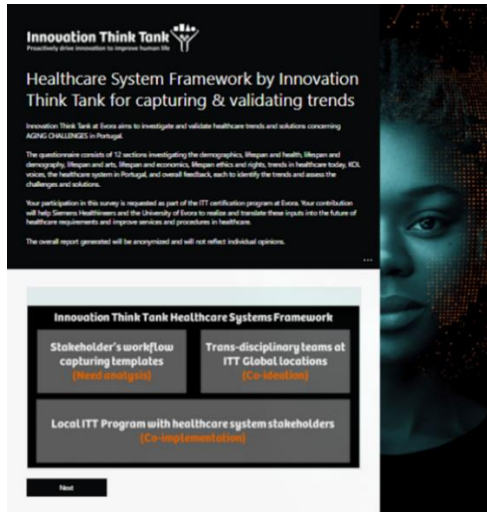 Innovation Think Tank
Proactively drive innovation to improve human life
Healthcare System Framework by Innovation
Think Tank for capturing & validating trends
Innovation Think Tank at Evora aims to investigate and validate healthcare trends and solutions concerning
AGING CHALLENGES in Portugal.
The questionnaire consists of 12 sections investigating the demographics, lifespan and health, lifespan and
demography, lifespan and arts, lifespan and economics, lifespan ethics and rights, trends in healthcare today, KOL
voices, the healthcare system in Portugal, and overall feedback, each to identify the trends and assess the
challenges and solutions.
Your participation in this survey is requested as part of the ITT certification program at Evora. Your contribution
will help Siemens Healthineers and the University of Evora to realize and translate these inputs into the future of
healthcare requirements and improve services and procedures in healthcare.
The overall report generated will be anonymized and will not reflect individual opinions.
...
Innovation Think Tank Healthcare Systems Framework
Stakeholder's workflow
capturing templates
(Need analysis)
Trans-disciplinary teams at
ITT Global locations
(Co-ideation)
Local ITT Program with healthcare system stakeholders
(Co-implementation)
Next